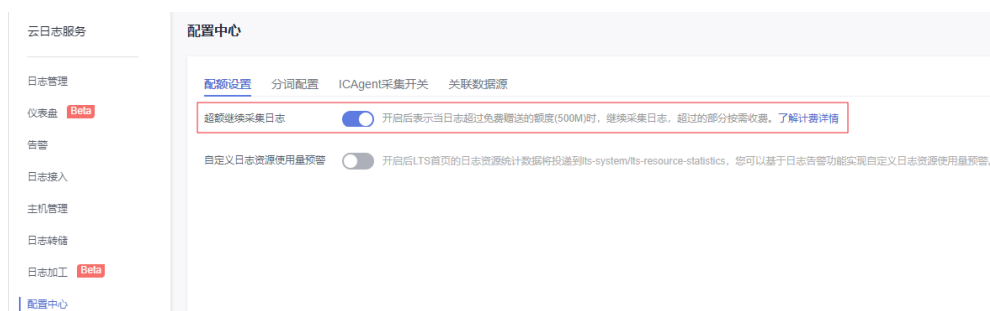 云日志服务
配置中心
日志管理
仪表盘 Beta
告警
日志接入
主机管理
日志转储
日志加工 Beta
配置中心
配额设置 分词配置 ICAgent采集开关 关联数据源
超额继续采集日志 开启后表示当日志超过免费赠送的额度(500M)时，继续采集日志，超过的部分按需收费。了解计费详情
自定义日志资源使用量预警 开启后LTS首页的日志资源统计数据将投递到lts-system/lts-resource-statistics，您可以基于日志告警功能实现自定义日志资源使用量预警。